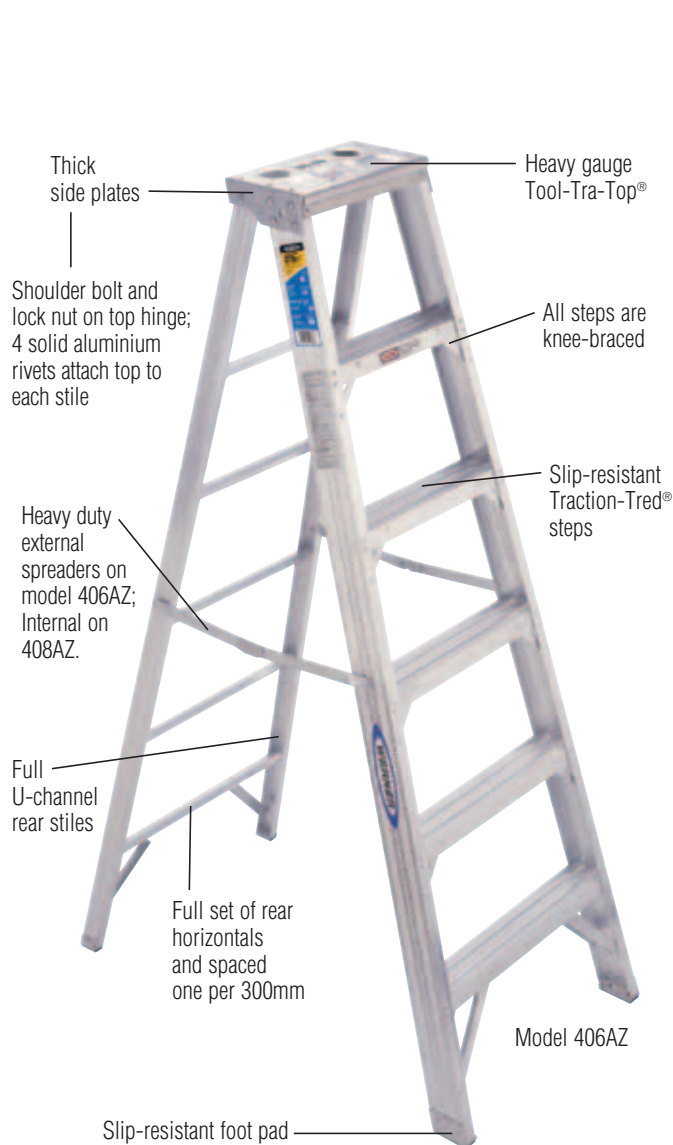 Thick
side plates
Heavy gauge
Tool-Tra-Top®
Shoulder bolt and
lock nut on top hinge;
4 solid aluminium
rivets attach top to
each stile
All steps are
knee-braced
Slip-resistant
Traction-Tred®
steps
Heavy duty
external
spreaders on
model 406AZ;
Internal on
408AZ.
Full
U-channel
rear stiles
WERNER
Full set of rear
horizontals
and spaced
one per 300mm
Model 406AZ
Slip-resistant foot pad